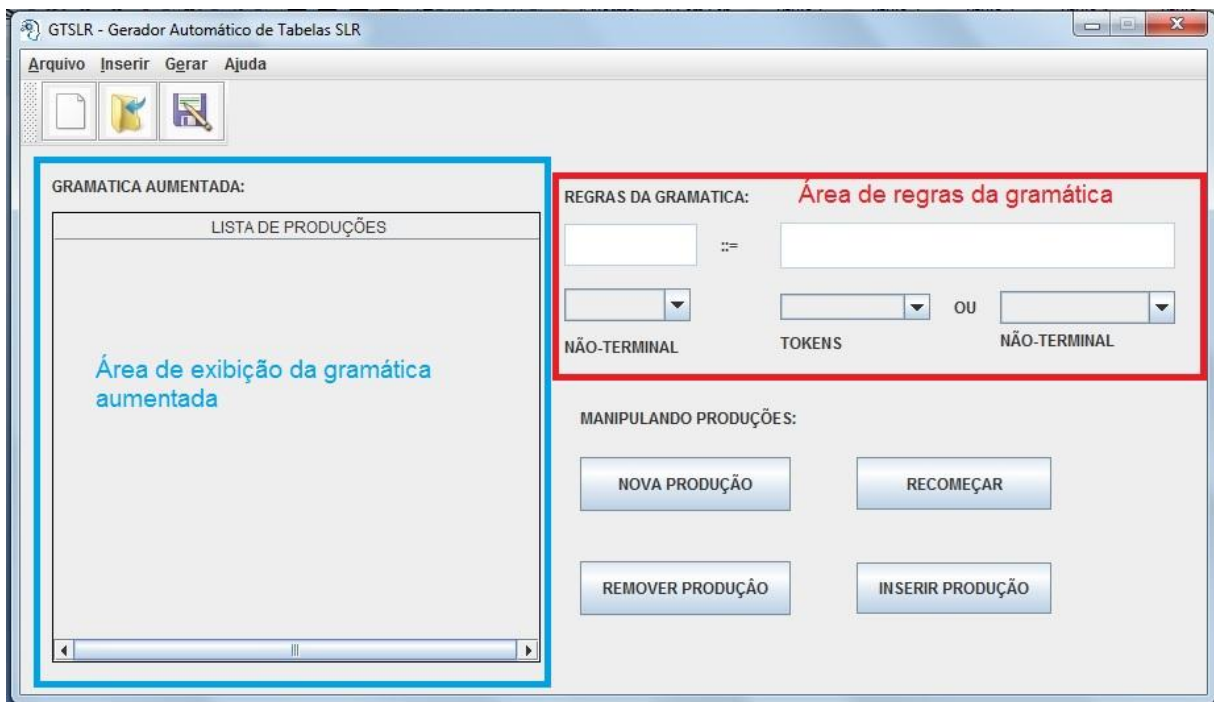 GTSLR - Gerador Automático de Tabelas SLR
Arquivo Inserir Gerar Ajuda
GRAMATICA AUMENTADA:
LISTA DE PRODUÇÕES
Área de exibição da gramática
aumentada
REGRAS DA GRAMATICA:
Área de regras da gramática
::=
OU
NÃO-TERMINAL
TOKENS
NÃO-TERMINAL
MANIPULANDO PRODUÇÕES:
NOVA PRODUÇÃO
RECOMEÇAR
REMOVER PRODUÇÂO
INSERIR PRODUÇÃO